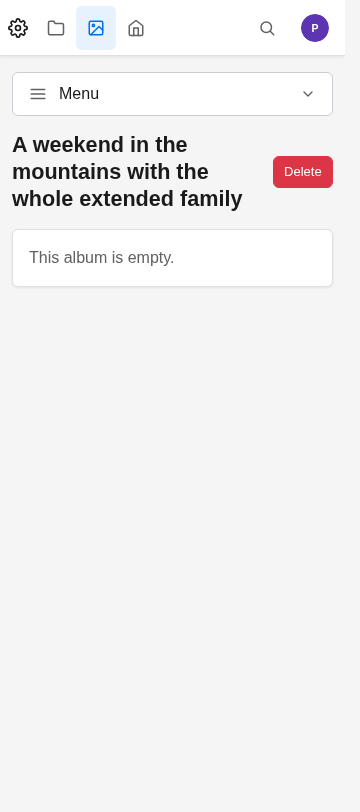 P
Menu
A weekend in the
mountains with the
whole extended family
Delete
This album is empty.